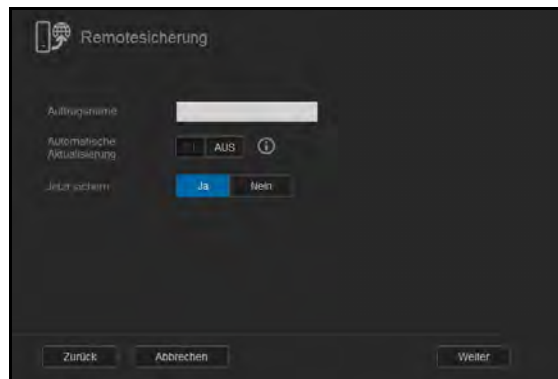 Remotesicherung
Auftragsname
Automatische
Aktualisierung
AUS
Jetzt sichern
Ja
Nein
Zurück
Abbrechen
Weiter